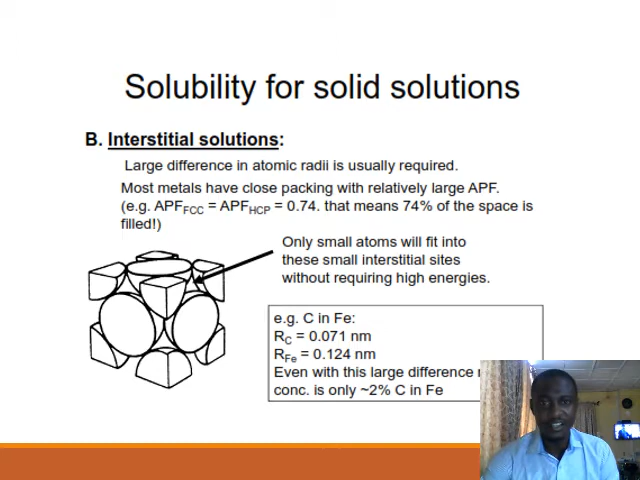 Solubility for solid solutions
B. Interstitial solutions:
Large difference in atomic radii is usually required.
Most metals have close packing with relatively large APF.
(e.g. APFFCC = APFHCP = 0.74. that means 74% of the space is
filled!)
Only small atoms will fit into
these small interstitial sites
without requiring high energies.
e.g. C in Fe:
RC = 0.071 nm
RFe = 0.124 nm
Even with this large difference
conc. is only ~2% C in Fe